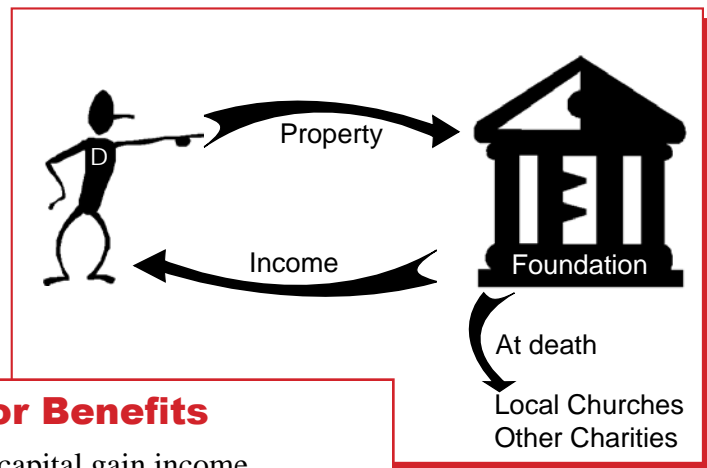 D
Property
Income
Foundation
At death
Local Churches
Other Charities
or Benefits
capital gain income